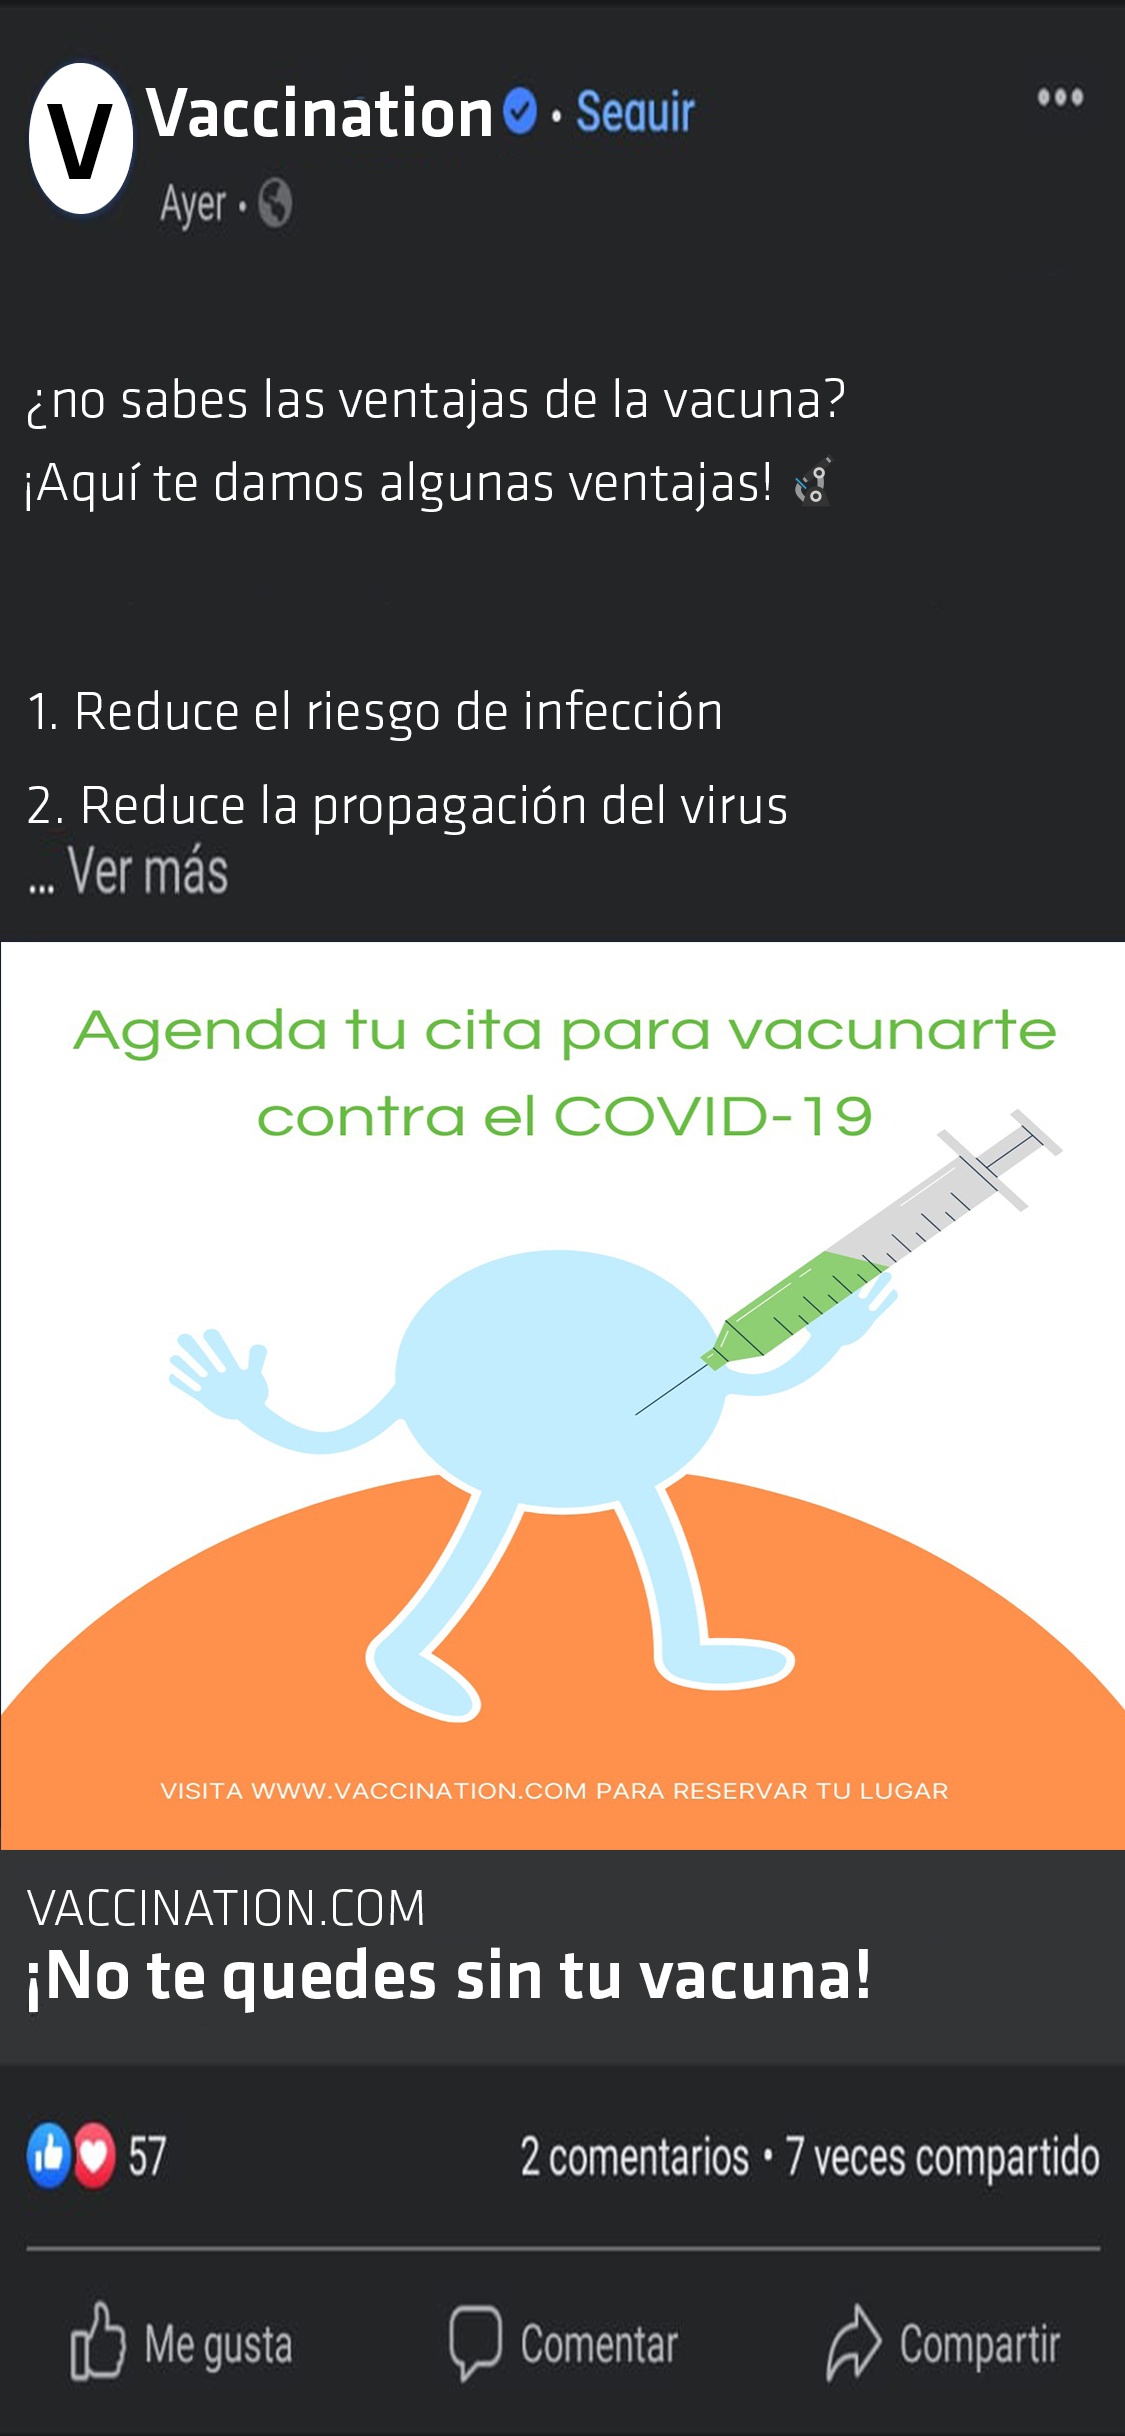 V
Vaccination • Seguir
Ayer •
¿no sabes las ventajas de la vacuna?
¡Aquí te damos algunas ventajas!
1. Reduce el riesgo de infección
2. Reduce la propagación del virus
... Ver más
Agenda tu cita para vacunarte
contra el COVID-19
VISITA WWW.VACCINATION.COM PARA RESERVAR TU LUGAR
VACCINATION.COM
¡No te quedes sin tu vacuna!
57 2 comentarios • 7 veces compartido
Me gusta Comentar Compartir